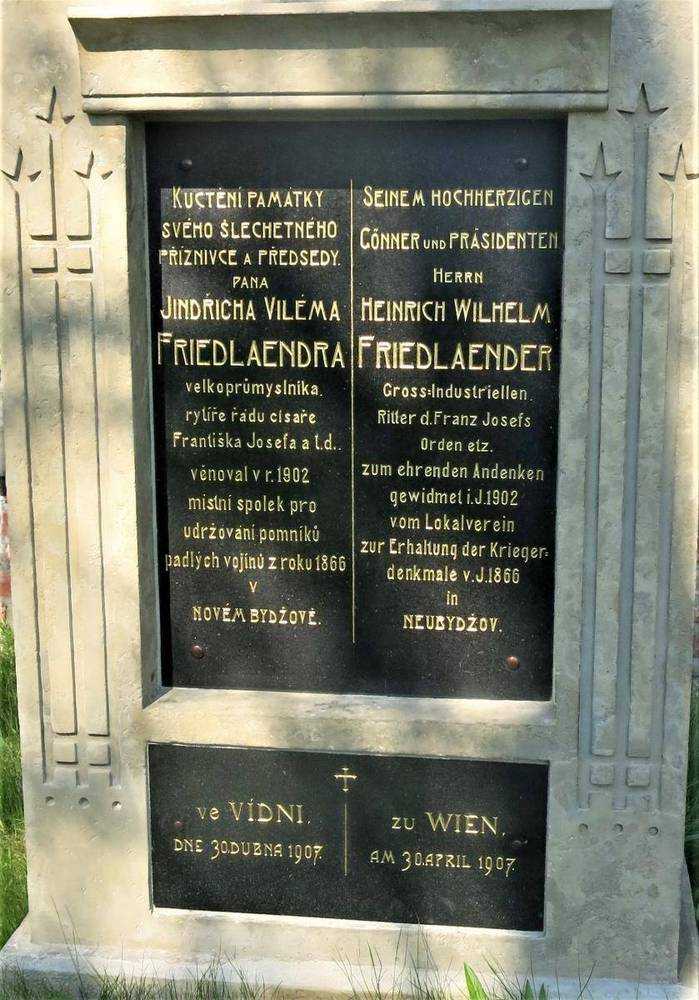 KUCTĚNÍ PAMÁTKY
SVÉHO ŠLECHETNÉHO
PŘÍZNIVCE A PŘEDSEDY.
PANA
JINDŘICHA VILÉMA
FRIEDLAENDRA
VELKOPRŮMYSLNÍKA.
RYTÍŘE ŘÁDU CÍSAŘE
FRANTIŠKA JOSEFA A T.D..
VĚNOVAL V R. 1902
MÍSTNÍ SPOLEK PRO
UDRŽOVÁNÍ POMNÍKŮ
PADLÝCH VOJÍNŮ Z ROKU 1866
V
NOVÉM BYDŽOVĚ.
SEINEM HOCHHERZIGEN
GÖNNER UND PRÄSIDENTEN
HERRN
HEINRICH WILHELM
FRIEDLAENDER
GROSS=INDUSTRIELLEN.
RITTER D. FRANZ JOSEFS
ORDEN ETZ.
ZUM EHRENDEN ANDENKEN
GEWIDMET I.J. 1902
VOM LOKALVEREIN
ZUR ERHALTUNG DER KRIEGER=
DENKMALE V.J. 1866
IN
NEUBYDŽOV.
VE VÍDNI.
DNE 30. DUBNA 1907.
ZU WIEN.
AM 30. APRIL 1907.